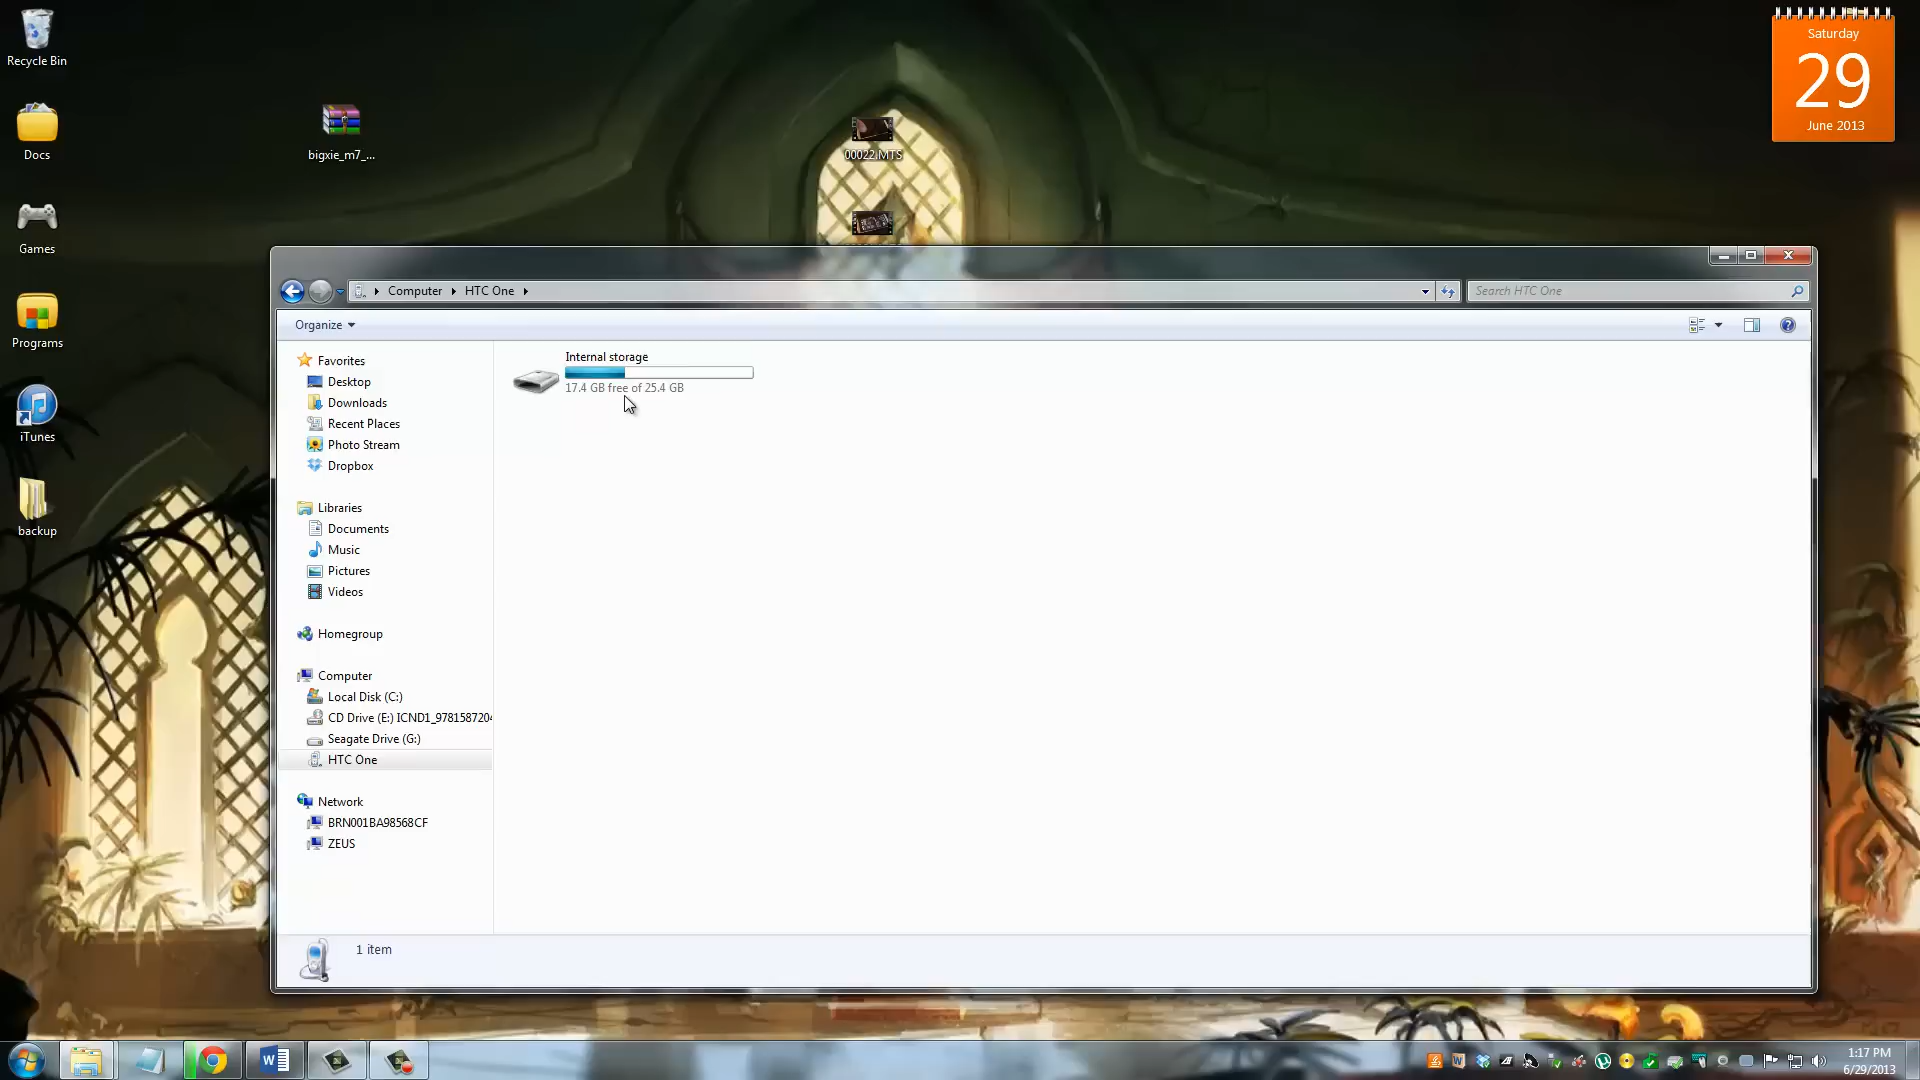 Recycle Bin
Docs
Games
Programs
iTunes
backup
bigxie_m7_...
00022.MTS
Saturday
29
June 2013
Computer
HTC One
Search HTC One
Organize
Favorites
Desktop
Downloads
Recent Places
Photo Stream
Dropbox
Libraries
Documents
Music
Pictures
Videos
Homegroup
Computer
Local Disk (C:)
CD Drive (E:) ICND1_978158720
Seagate Drive (G:)
HTC One
Network
BRN001BA98568CF
ZEUS
Internal storage
17.4 GB free of 25.4 GB
1 item
1:17 PM
6/29/2013